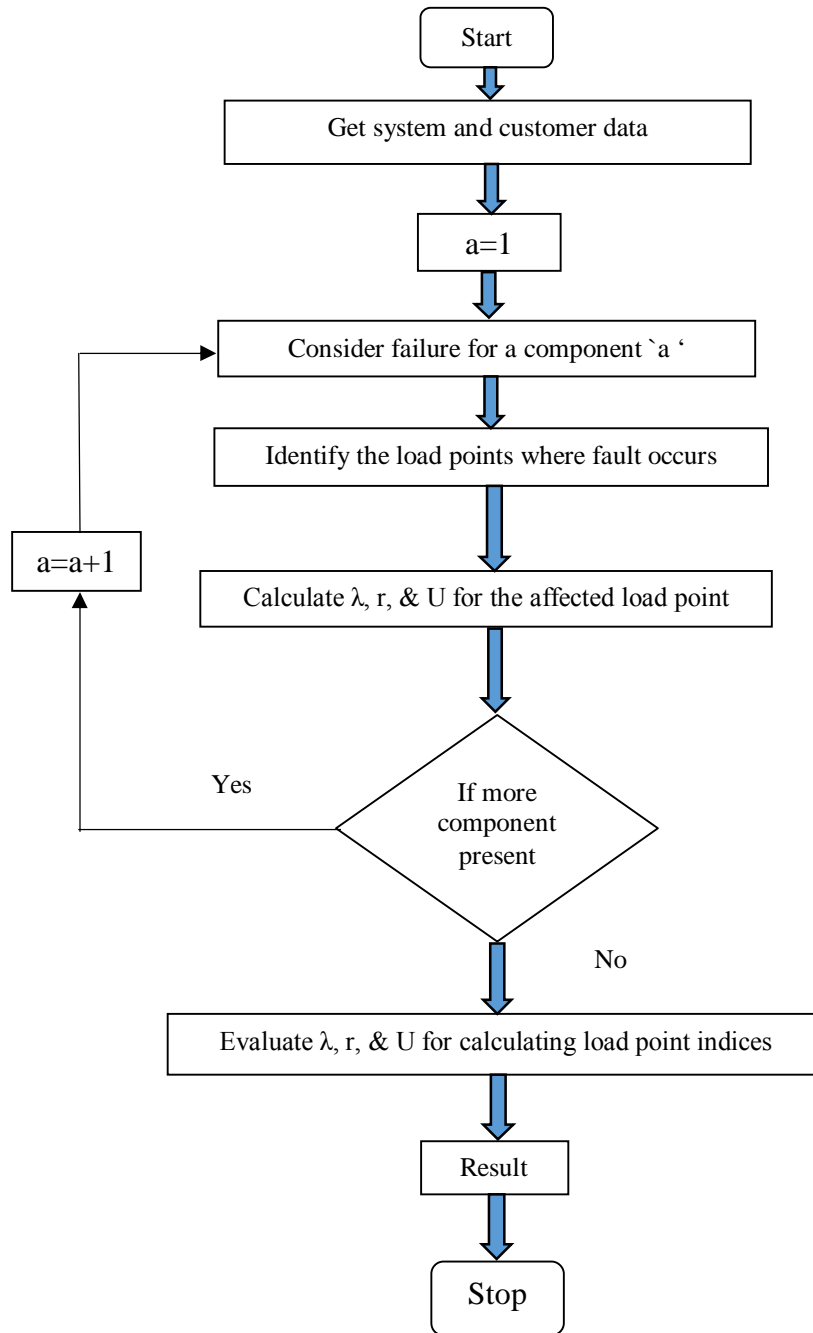 Start
Get system and customer data
a=1
Consider failure for a component `a ‘
Identify the load points where fault occurs
a=a+1
Calculate λ, r, & U for the affected load point
Yes
If more
component
present
No
Evaluate λ, r, & U for calculating load point indices
Result
Stop